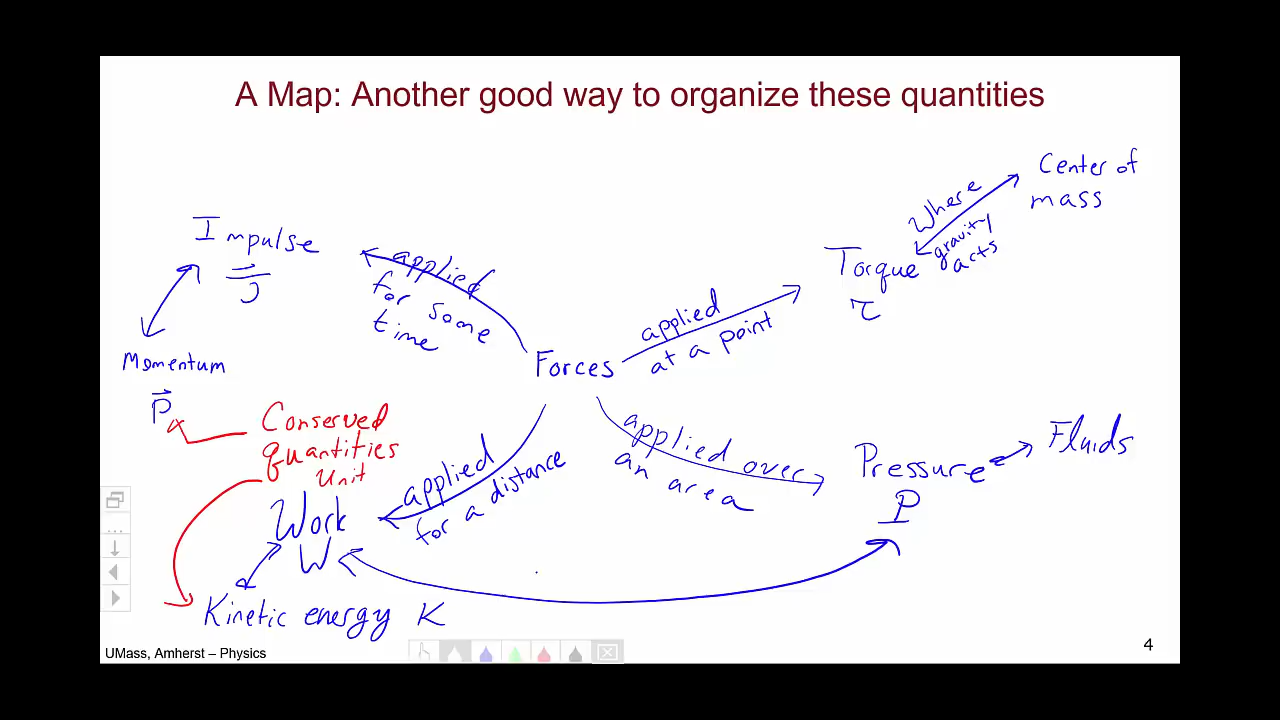 A Map: Another good way to organize these quantities
Center of
mass
Where
gravity
acts
Impulse
J
applied
for some
time
Torque
τ
applied
at a point
Forces
Momentum
P
Conserved
quantities
Unit
applied
for a distance
applied over
an area
Pressure
P
Fluids
Work
W
Kinetic energy K
UMass, Amherst – Physics
4